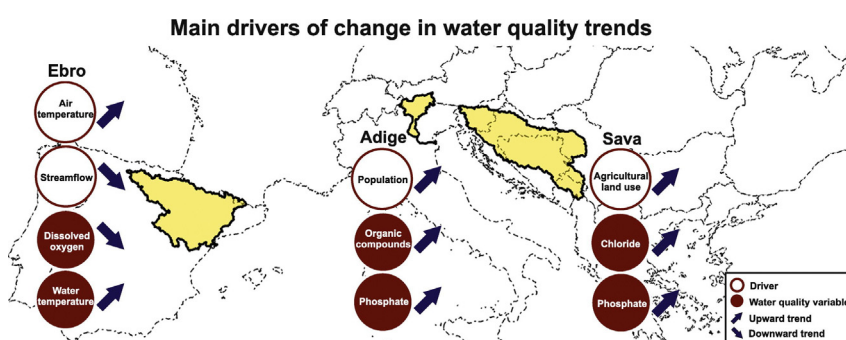 Main drivers of change in water quality trends
Ebro
Air
temperature
Streamflow
Dissolved
oxygen
Water
temperature
Adige
Population
Organic
compounds
Phosphate
Sava
Agricultural
land use
Chloride
Phosphate
Driver
Water quality variable
Upward trend
Downward trend